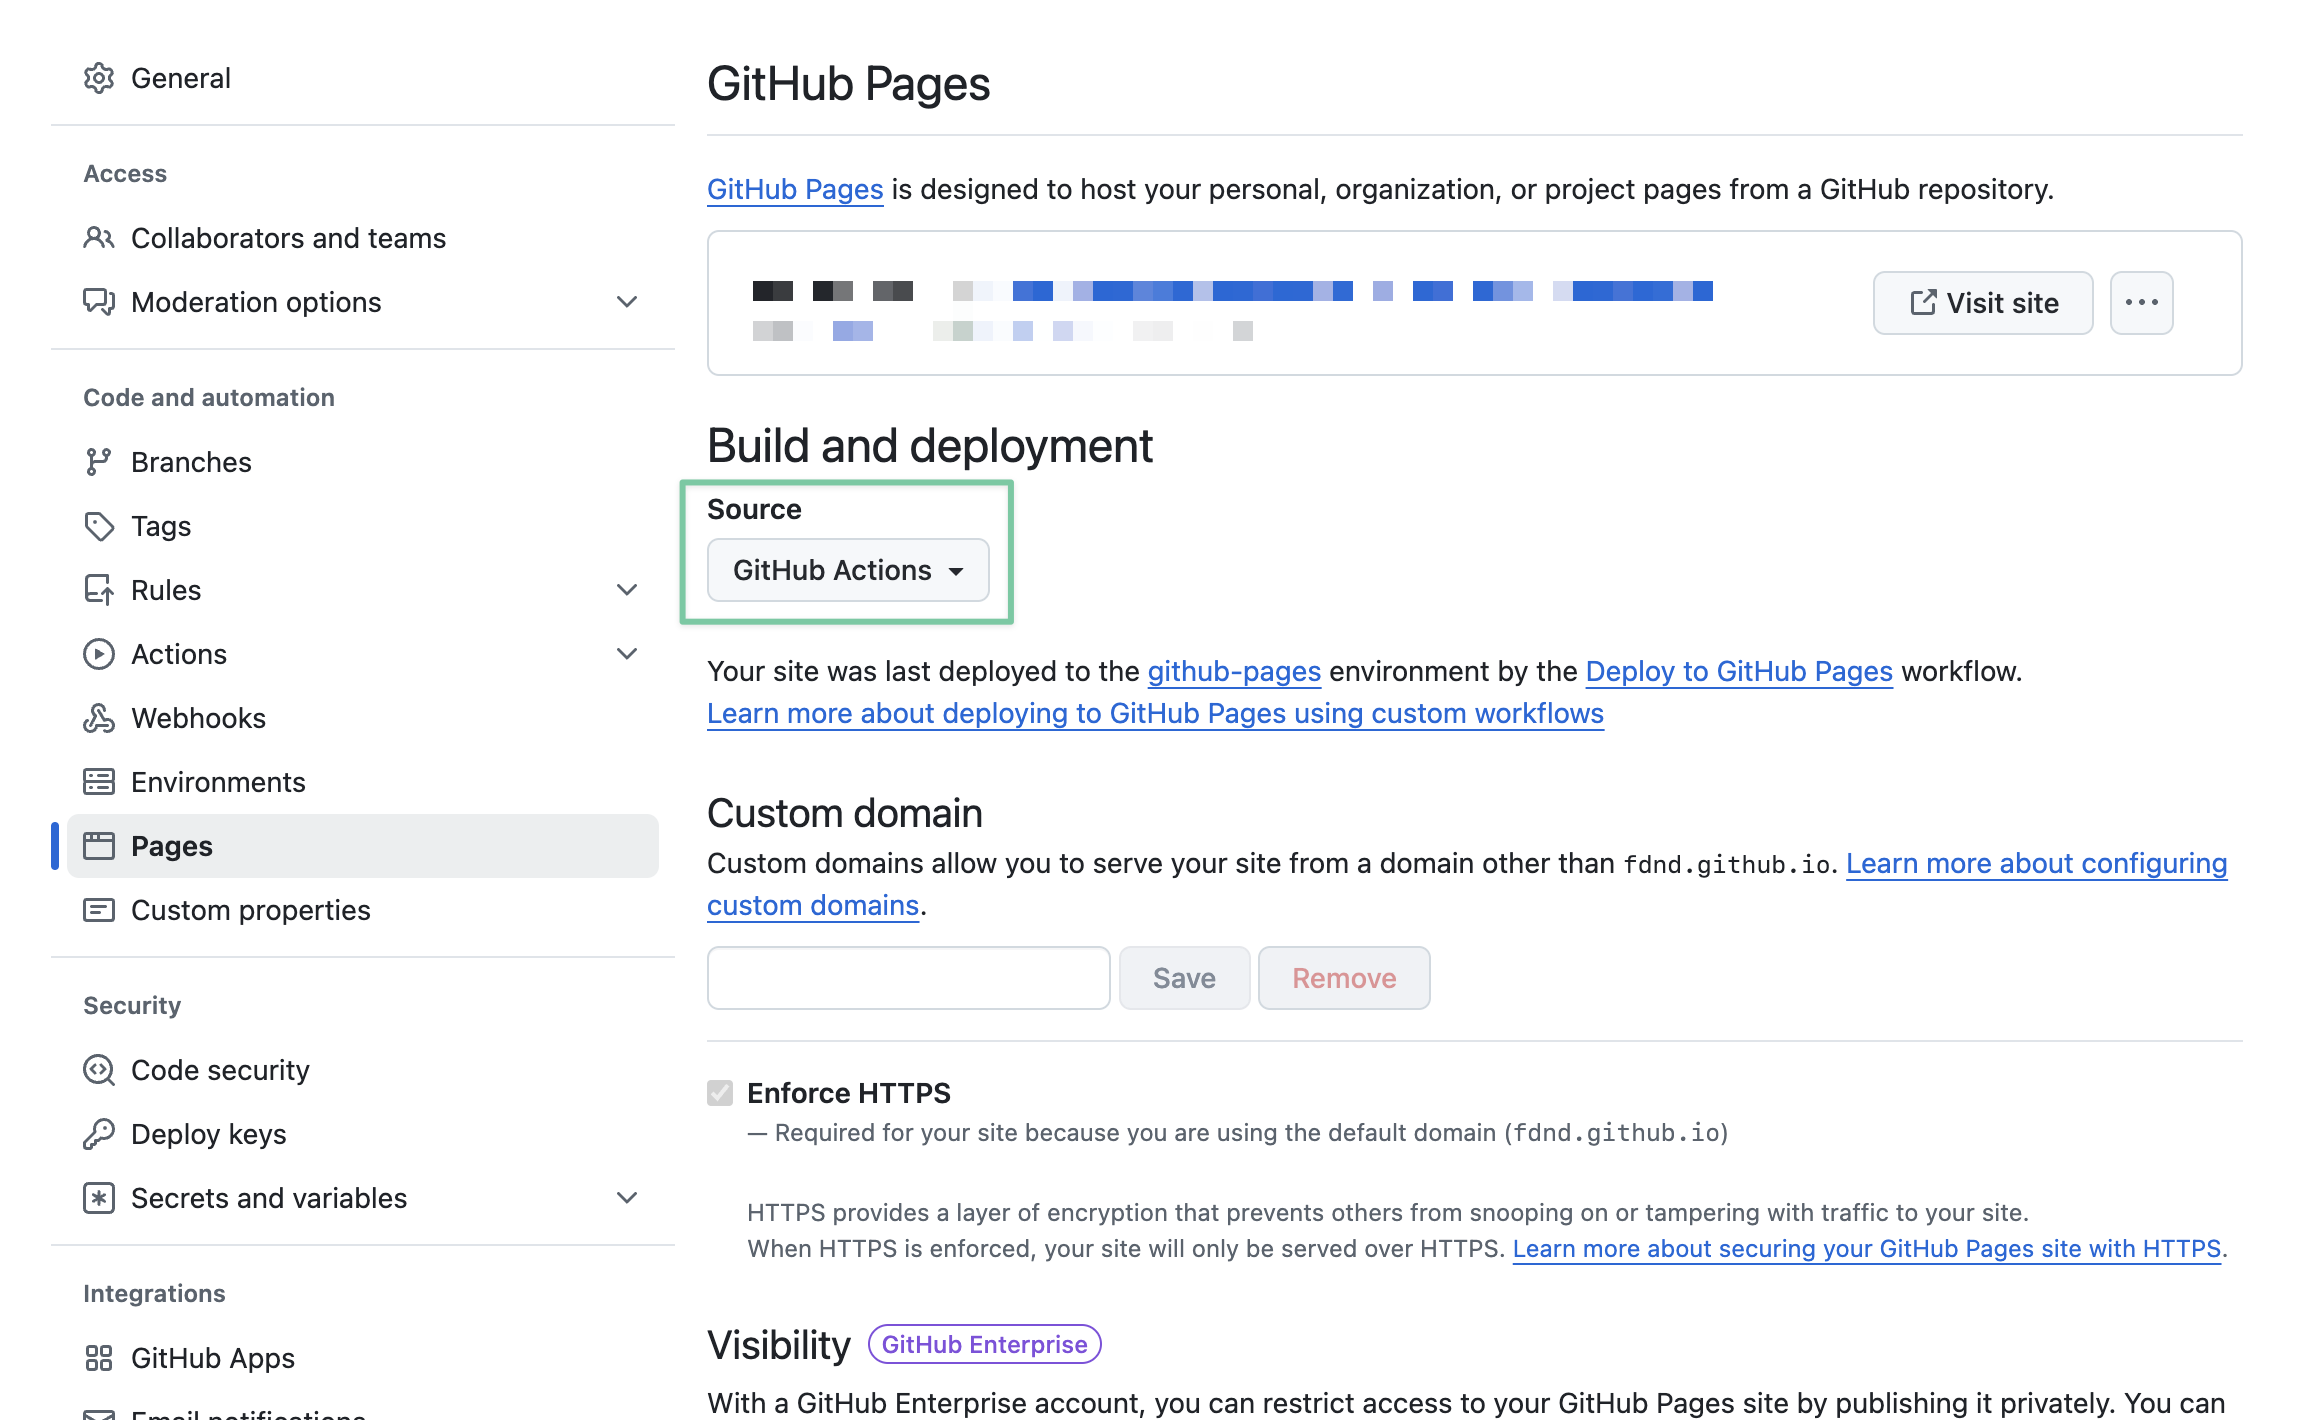 General
Access
Collaborators and teams
Moderation options
Code and automation
Branches
Tags
Rules
Actions
Webhooks
Environments
Pages
Custom properties
Security
Code security
Deploy keys
Secrets and variables
Integrations
GitHub Apps
Email notifications
GitHub Pages
GitHub Pages is designed to host your personal, organization, or project pages from a GitHub repository.
Visit site
Build and deployment
Source
GitHub Actions
Your site was last deployed to the github-pages environment by the Deploy to GitHub Pages workflow.
Learn more about deploying to GitHub Pages using custom workflows
Custom domain
Custom domains allow you to serve your site from a domain other than fdnd.github.io. Learn more about configuring
custom domains.
Save Remove
Enforce HTTPS
— Required for your site because you are using the default domain (fdnd.github.io)
HTTPS provides a layer of encryption that prevents others from snooping on or tampering with traffic to your site.
When HTTPS is enforced, your site will only be served over HTTPS. Learn more about securing your GitHub Pages site with HTTPS.
Visibility GitHub Enterprise
With a GitHub Enterprise account, you can restrict access to your GitHub Pages site by publishing it privately. You can